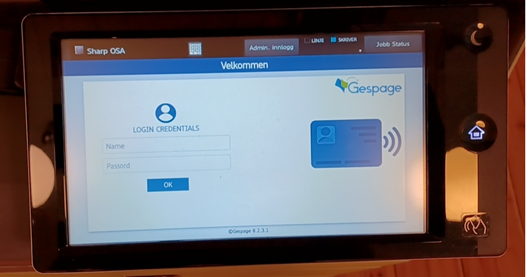 Sharp OSA
Admin. Innlogg
LINJE
SKRIVER
Jobb Status
Velkommen
Gespage
LOGIN CREDENTIALS
Name
Passord
OK
©Gespage 8.2.3.1